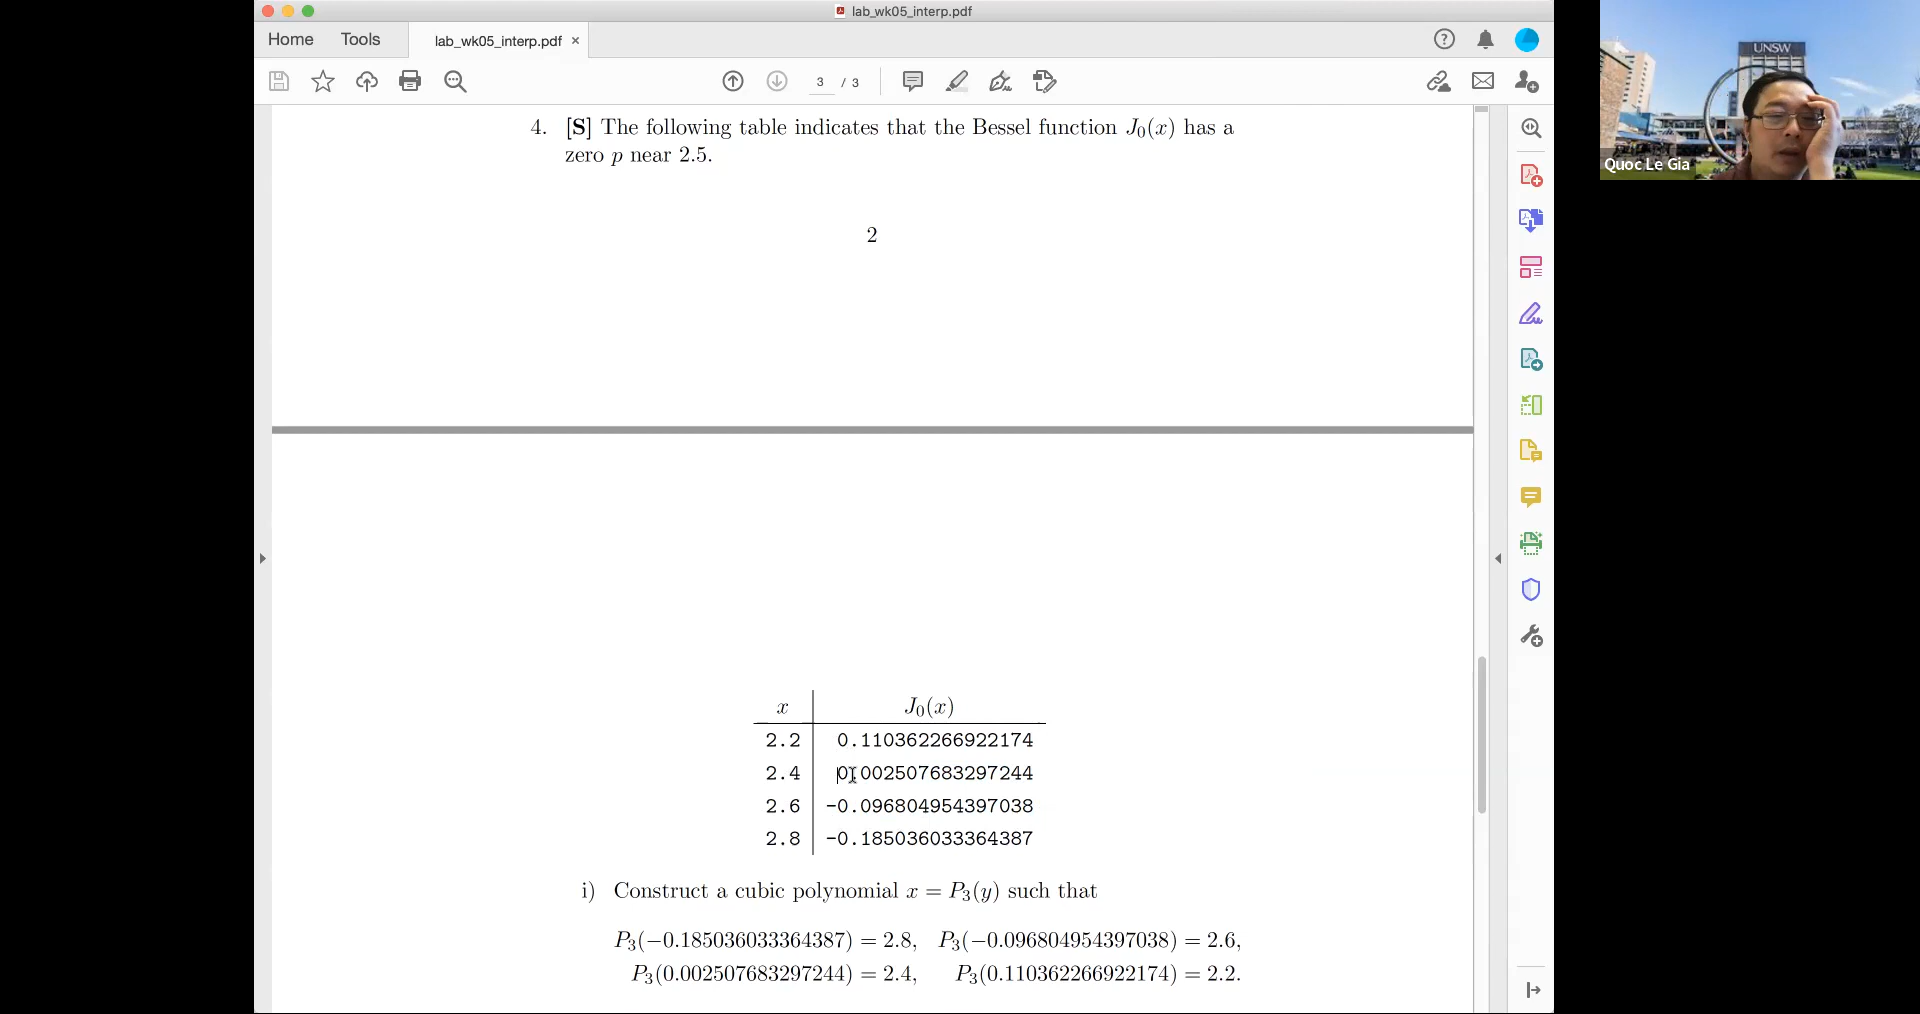 lab_wk05_interp.pdf
Home Tools lab_wk05_interp.pdf ×
3 / 3
4. [S] The following table indicates that the Bessel function J₀(x) has a
zero p near 2.5.
2
x J₀(x)
2.2 0.110362266922174
2.4 0.002507683297244
2.6 -0.096804954397038
2.8 -0.185036033364387
i) Construct a cubic polynomial x = P₃(y) such that
P₃(−0.185036033364387) = 2.8, P₃(−0.096804954397038) = 2.6,
P₃(0.002507683297244) = 2.4, P₃(0.110362266922174) = 2.2.
UNSW
Quoc Le Gia